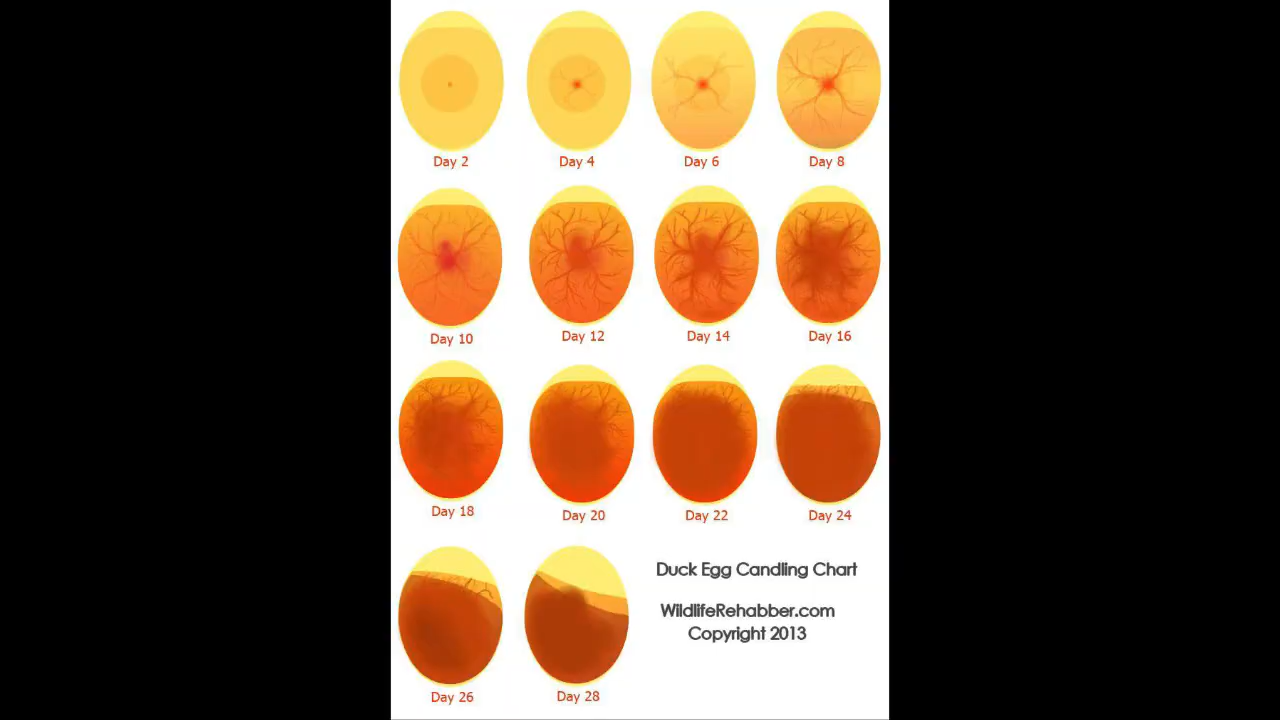 Day 2
Day 4
Day 6
Day 8
Day 10
Day 12
Day 14
Day 16
Day 18
Day 20
Day 22
Day 24
Day 26
Day 28
Duck Egg Candling Chart
WildlifeRehabber.com
Copyright 2013